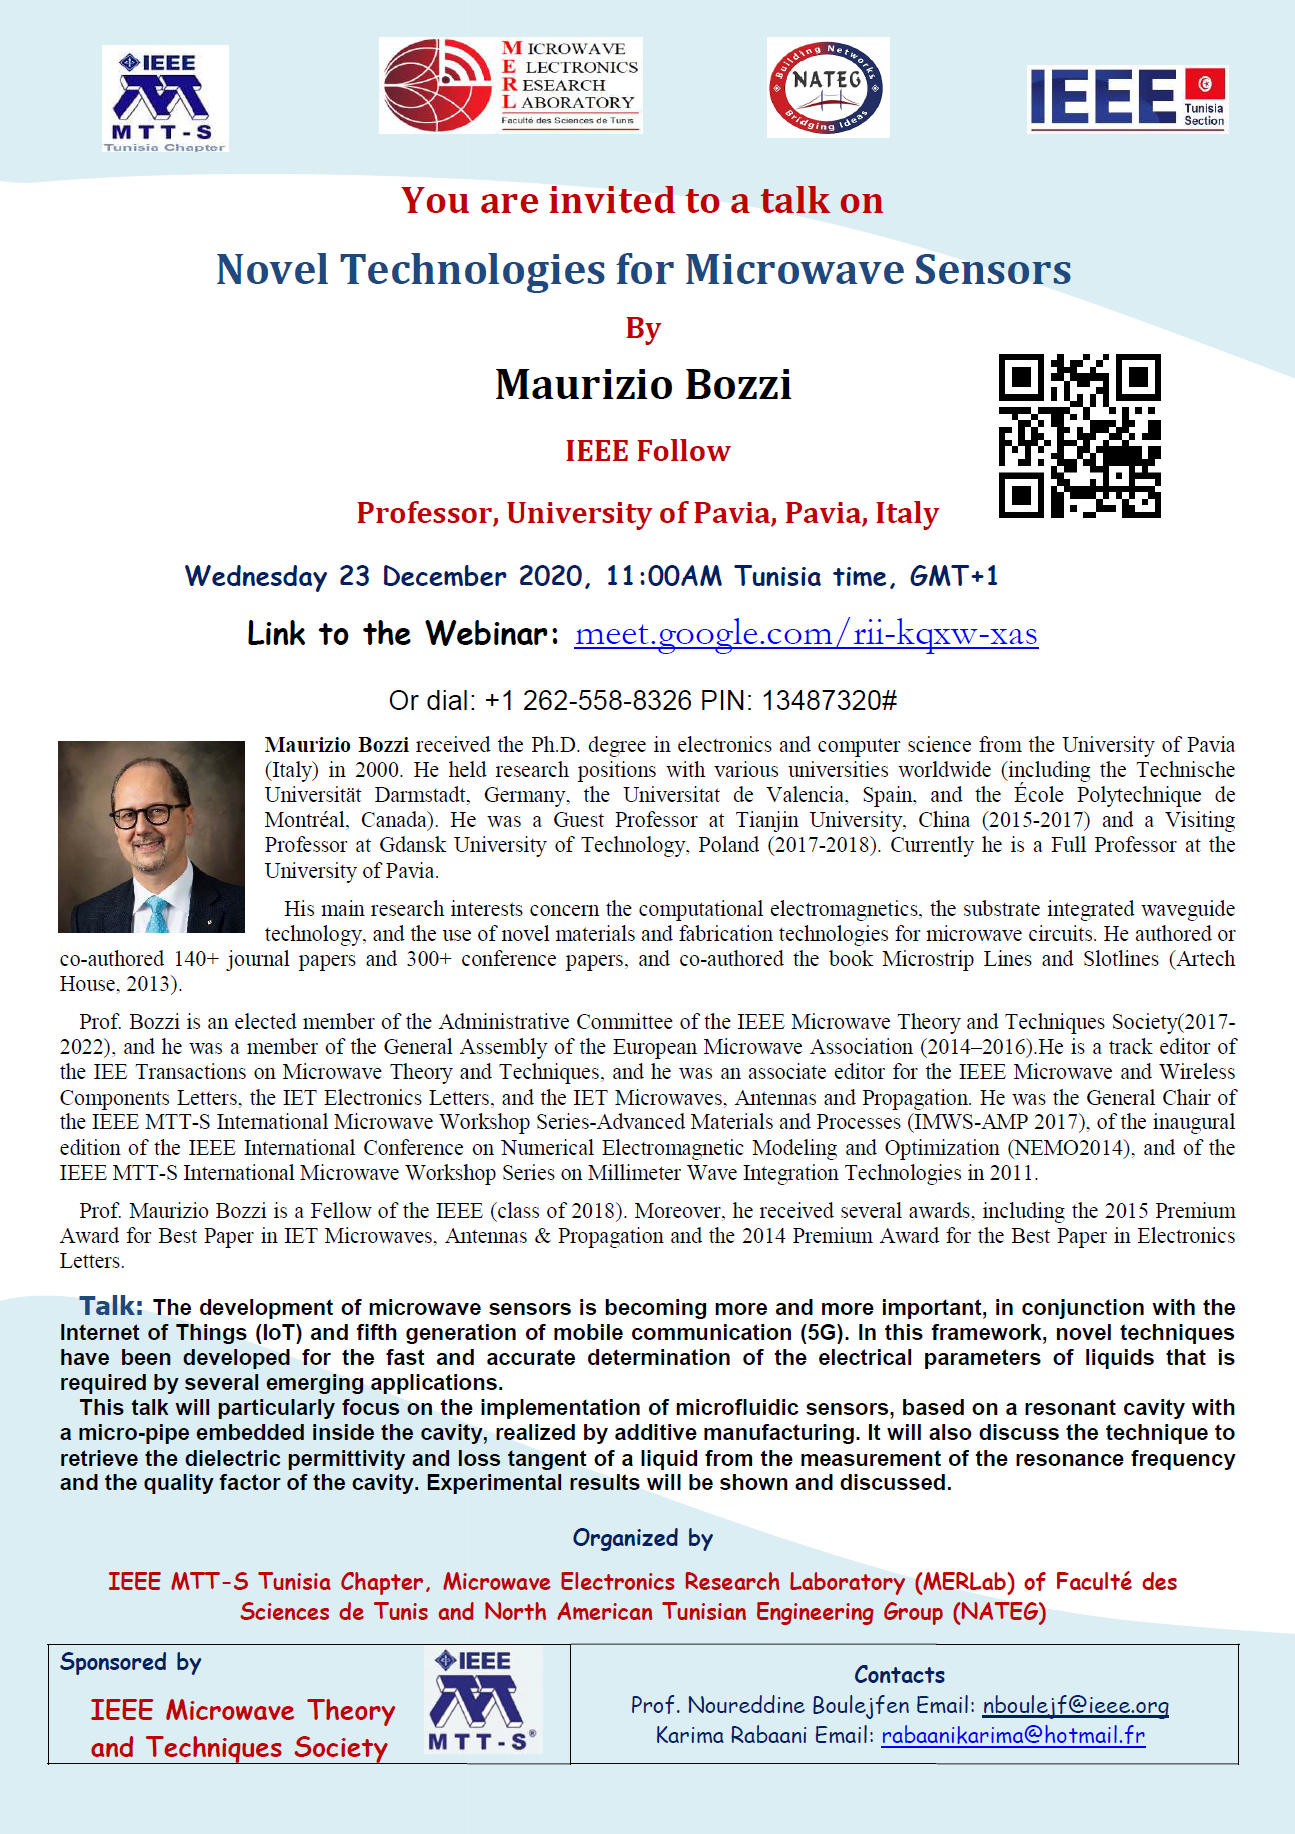 IEEE
MTT-S
Tunisia Chapter
MICROWAVE
ELECTRONICS
RESEARCH
LABORATORY
Faculté des Sciences de Tunis
Building Networks
NATEG
Bridging Ideas
IEEE
Tunisia
Section
You are invited to a talk on
Novel Technologies for Microwave Sensors
By
Maurizio Bozzi
IEEE Follow
Professor, University of Pavia, Pavia, Italy
Wednesday 23 December 2020, 11:00AM Tunisia time, GMT+1
Link to the Webinar: meet.google.com/rii-kqxw-xas
Or dial: +1 262-558-8326 PIN: 13487320#
Maurizio Bozzi received the Ph.D. degree in electronics and computer science from the University of Pavia
(Italy) in 2000. He held research positions with various universities worldwide (including the Technische
Universität Darmstadt, Germany, the Universitat de Valencia, Spain, and the École Polytechnique de
Montréal, Canada). He was a Guest Professor at Tianjin University, China (2015-2017) and a Visiting
Professor at Gdansk University of Technology, Poland (2017-2018). Currently he is a Full Professor at the
University of Pavia.
His main research interests concern the computational electromagnetics, the substrate integrated waveguide
technology, and the use of novel materials and fabrication technologies for microwave circuits. He authored or
co-authored 140+ journal papers and 300+ conference papers, and co-authored the book Microstrip Lines and Slotlines (Artech
House, 2013).
Prof. Bozzi is an elected member of the Administrative Committee of the IEEE Microwave Theory and Techniques Society(2017-
2022), and he was a member of the General Assembly of the European Microwave Association (2014–2016).He is a track editor of
the IEE Transactions on Microwave Theory and Techniques, and he was an associate editor for the IEEE Microwave and Wireless
Components Letters, the IET Electronics Letters, and the IET Microwaves, Antennas and Propagation. He was the General Chair of
the IEEE MTT-S International Microwave Workshop Series-Advanced Materials and Processes (IMWS-AMP 2017), of the inaugural
edition of the IEEE International Conference on Numerical Electromagnetic Modeling and Optimization (NEMO2014), and of the
IEEE MTT-S International Microwave Workshop Series on Millimeter Wave Integration Technologies in 2011.
Prof. Maurizio Bozzi is a Fellow of the IEEE (class of 2018). Moreover, he received several awards, including the 2015 Premium
Award for Best Paper in IET Microwaves, Antennas & Propagation and the 2014 Premium Award for the Best Paper in Electronics
Letters.
Talk: The development of microwave sensors is becoming more and more important, in conjunction with the
Internet of Things (IoT) and fifth generation of mobile communication (5G). In this framework, novel techniques
have been developed for the fast and accurate determination of the electrical parameters of liquids that is
required by several emerging applications.
This talk will particularly focus on the implementation of microfluidic sensors, based on a resonant cavity with
a micro-pipe embedded inside the cavity, realized by additive manufacturing. It will also discuss the technique to
retrieve the dielectric permittivity and loss tangent of a liquid from the measurement of the resonance frequency
and the quality factor of the cavity. Experimental results will be shown and discussed.
Organized by
IEEE MTT-S Tunisia Chapter, Microwave Electronics Research Laboratory (MERLab) of Faculté des
Sciences de Tunis and North American Tunisian Engineering Group (NATEG)
Sponsored by
IEEE Microwave Theory
and Techniques Society
IEEE
MTT-S®
Contacts
Prof. Noureddine Boulejfen Email: nboulejf@ieee.org
Karima Rabaani Email: rabaanikarima@hotmail.fr